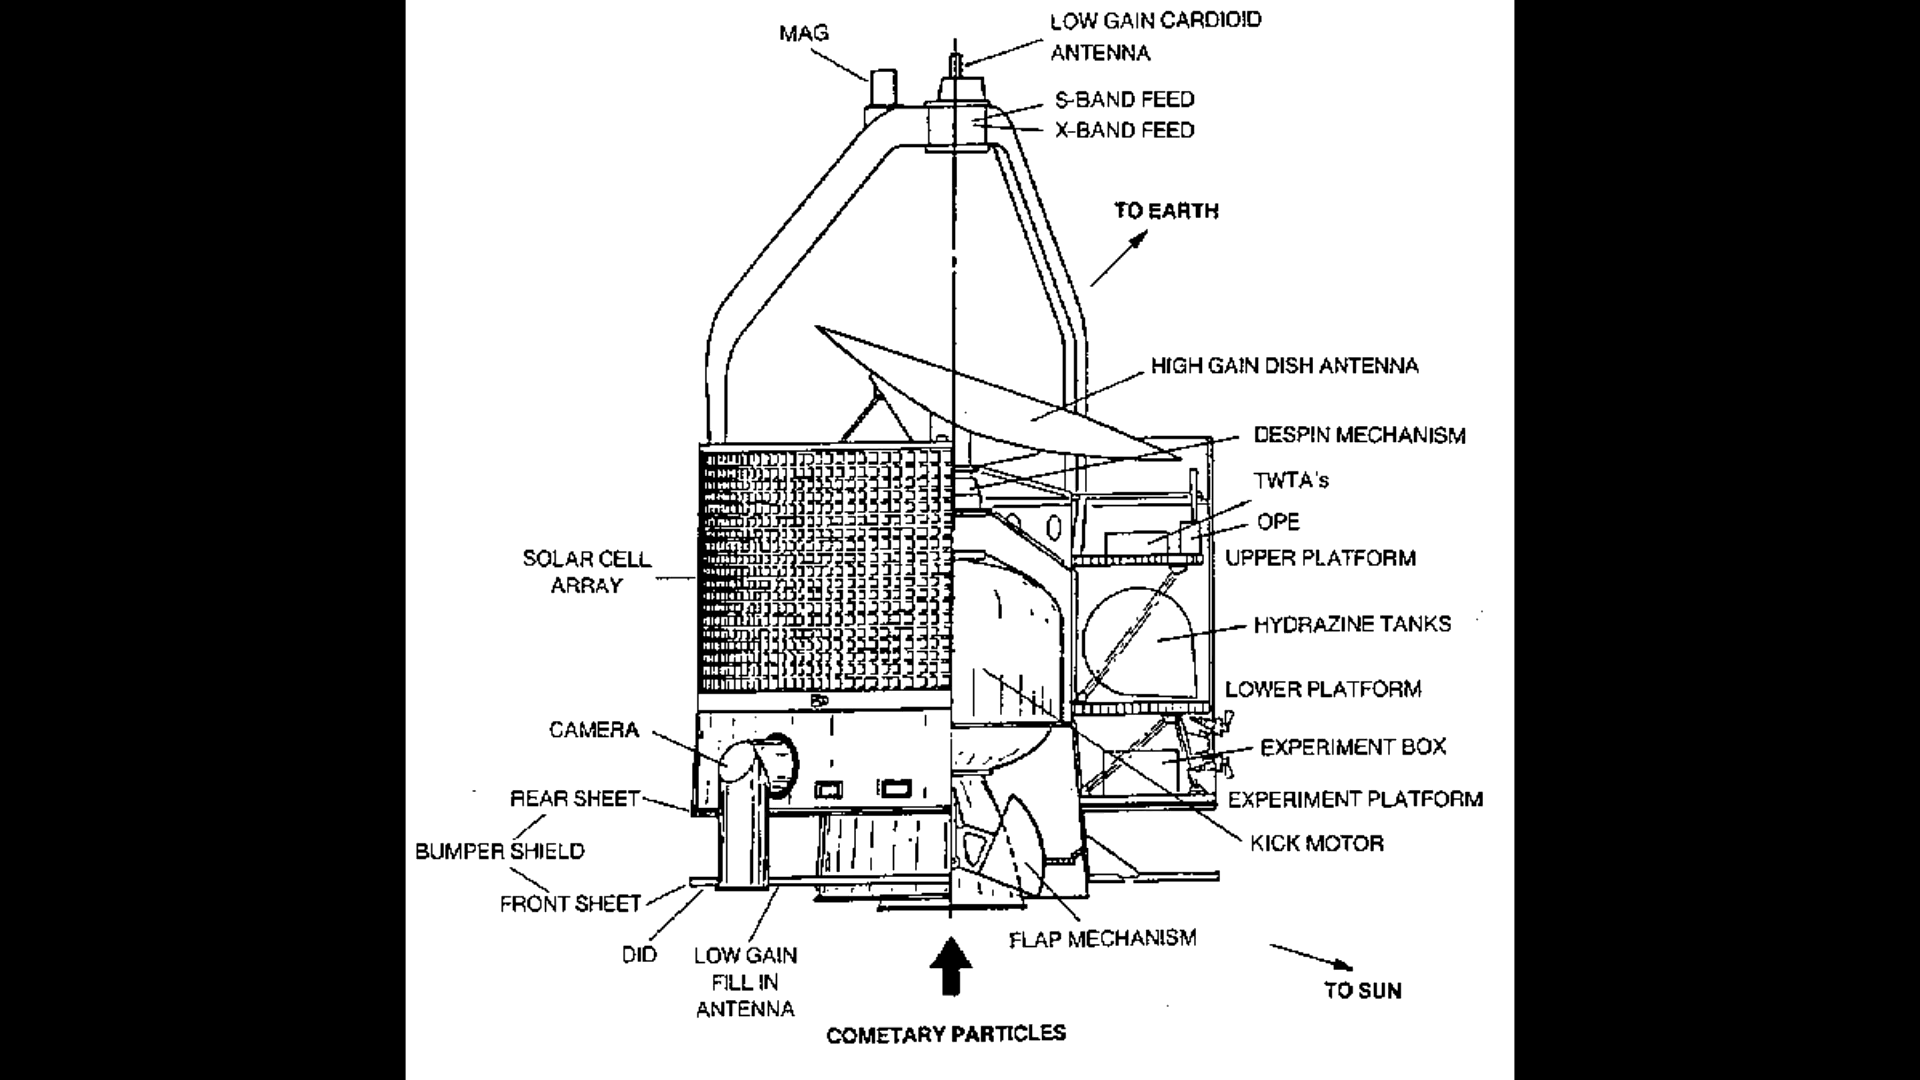 MAG
LOW GAIN CARDIOID
ANTENNA
S-BAND FEED
X-BAND FEED
TO EARTH
HIGH GAIN DISH ANTENNA
DESPIN MECHANISM
TWTA's
OPE
UPPER PLATFORM
SOLAR CELL
ARRAY
HYDRAZINE TANKS
LOWER PLATFORM
CAMERA
EXPERIMENT BOX
REAR SHEET
EXPERIMENT PLATFORM
KICK MOTOR
BUMPER SHIELD
FRONT SHEET
FLAP MECHANISM
DID
LOW GAIN
FILL IN
ANTENNA
TO SUN
COMETARY PARTICLES